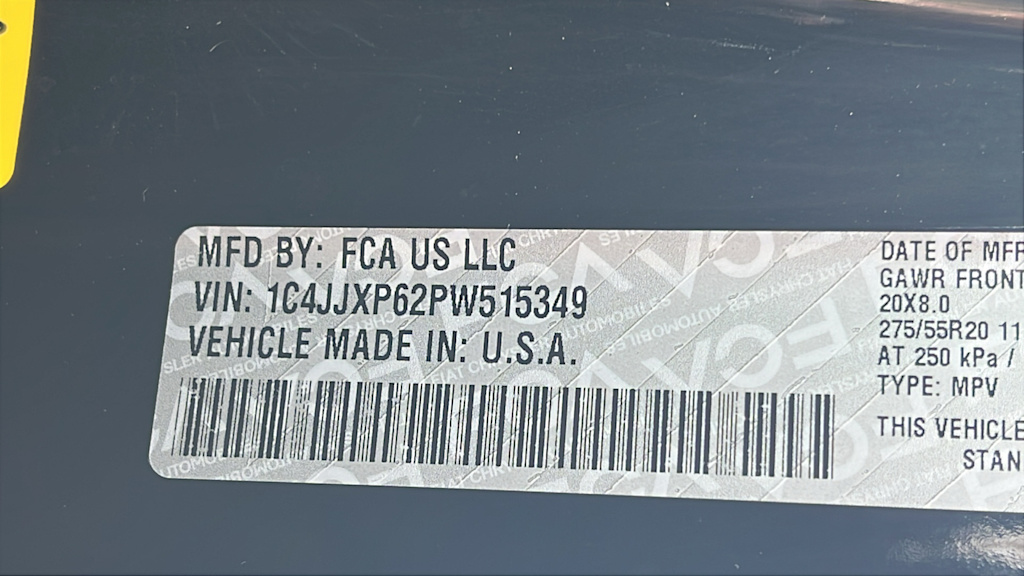 MFD BY: FCA US LLC
VIN: 1C4JJXP62PW515349
VEHICLE MADE IN: U.S.A.
DATE OF MFR
GAWR FRONT
20X8.0
275/55R20 11
AT 250 kPa /
TYPE: MPV
THIS VEHICLE
STAN